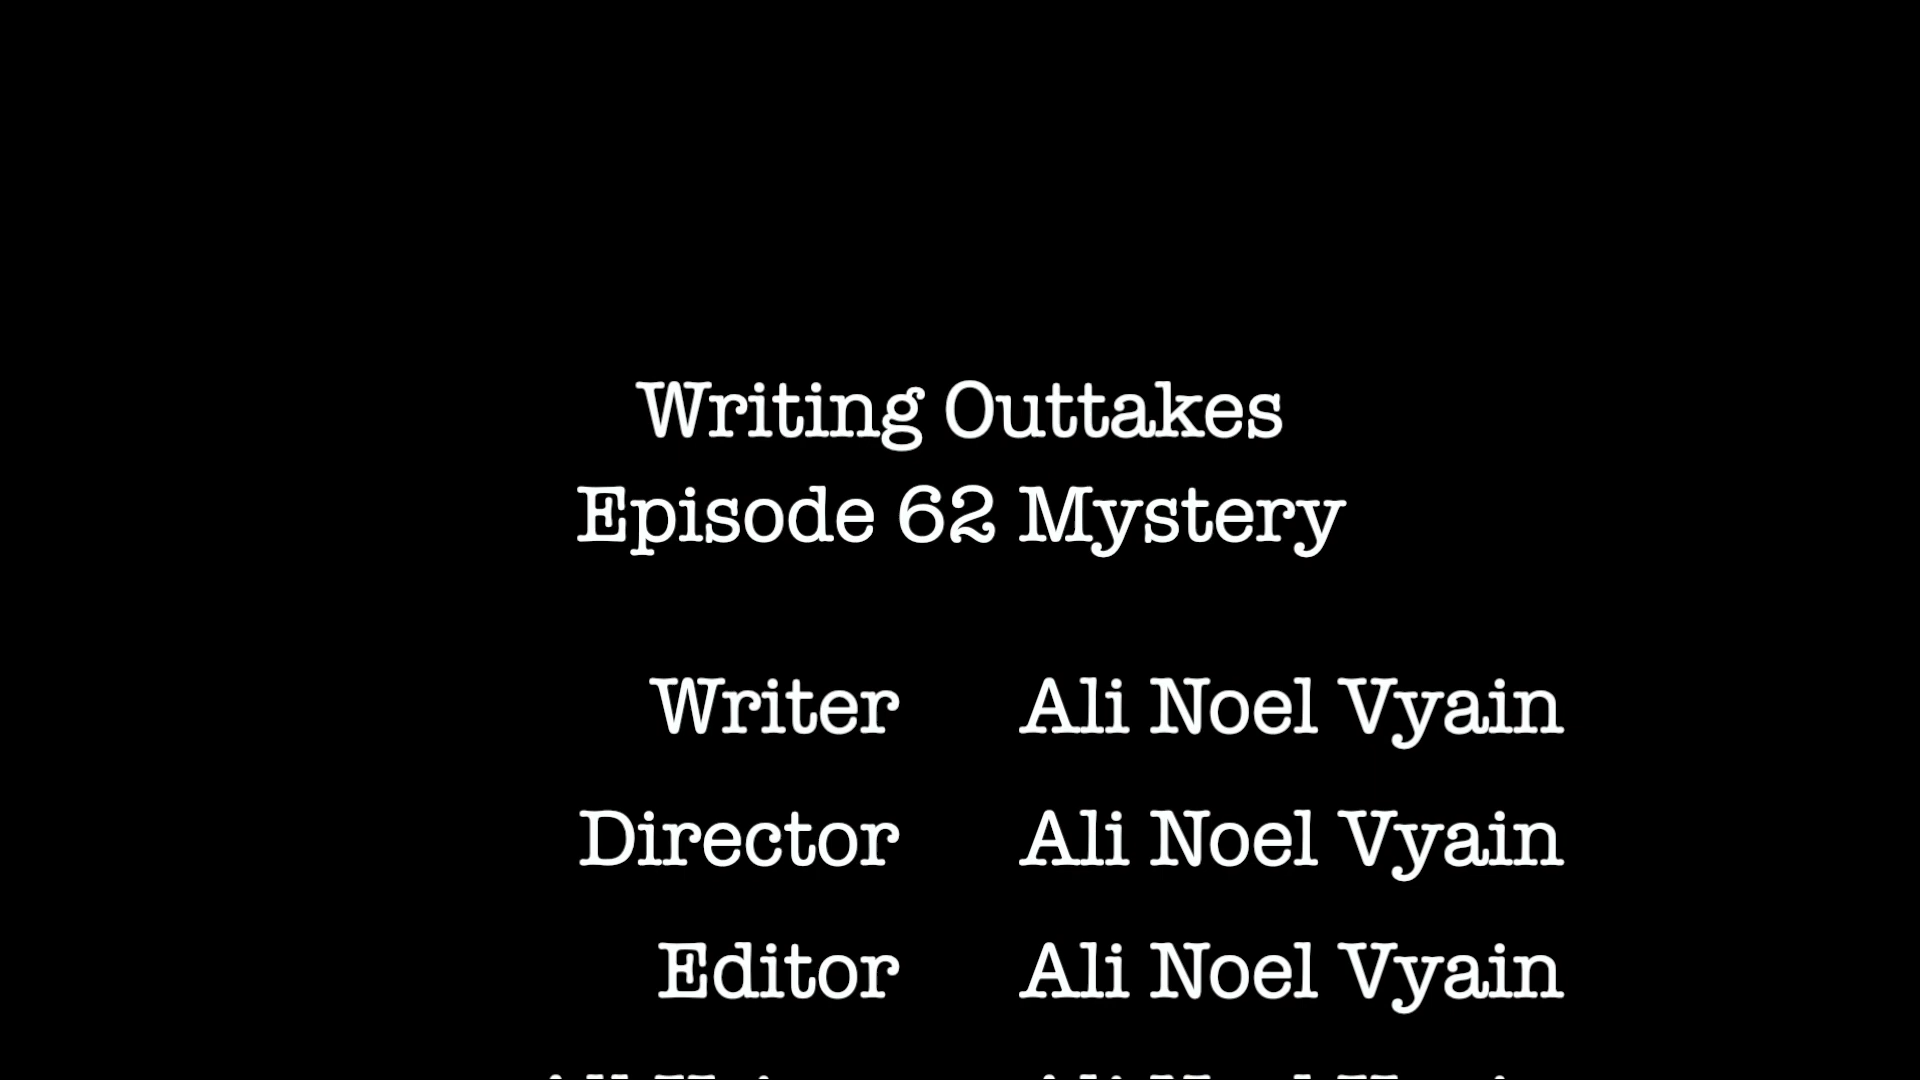 Writing Outtakes
Episode 62 Mystery
Writer Ali Noel Vyain
Director Ali Noel Vyain
Editor Ali Noel Vyain